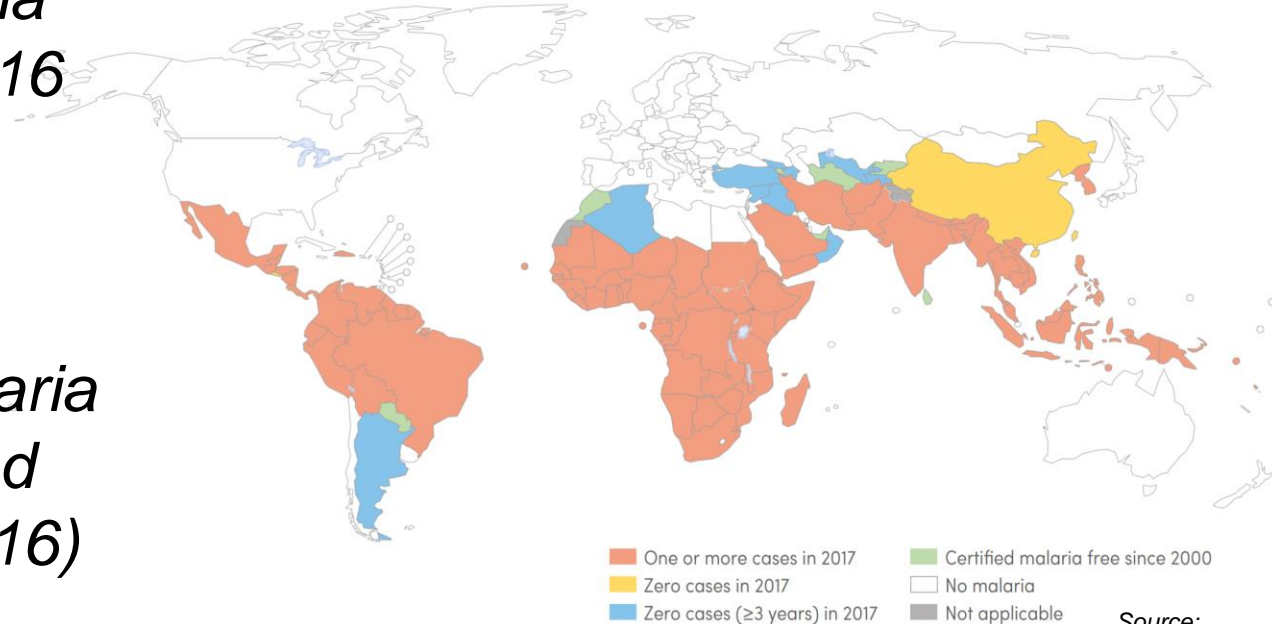 ia
16
aria
d
16)
One or more cases in 2017
Zero cases in 2017
Zero cases (≥3 years) in 2017
Certified malaria free since 2000
No malaria
Not applicable
Source: